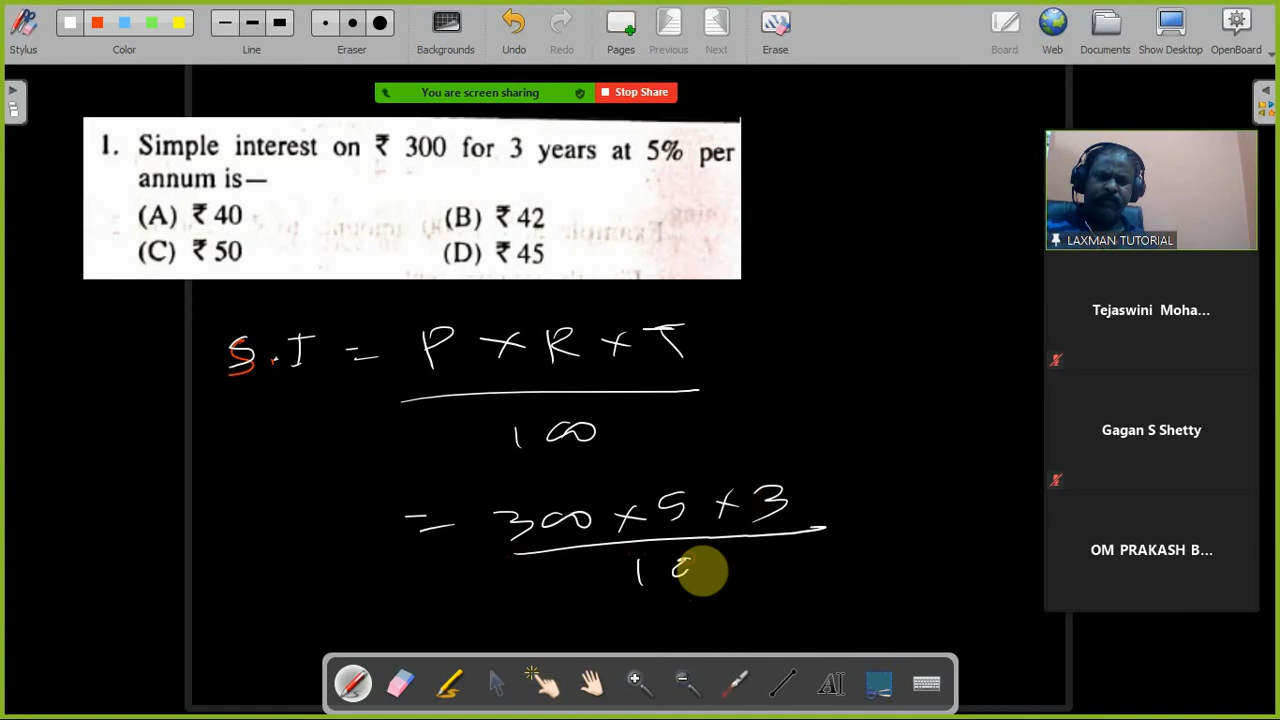 Stylus
Color
Line
Eraser
Backgrounds
Undo
Redo
Pages
Previous
Next
Erase
Board
Web
Documents
Show Desktop
OpenBoard
You are screen sharing
Stop Share
1. Simple interest on ₹ 300 for 3 years at 5% per
annum is—
(A) ₹ 40 (B) ₹ 42
(C) ₹ 50 (D) ₹ 45
S.I = P × R × T
100
= 300 × 5 × 3
10
LAXMAN TUTORIAL
Tejaswini Moha...
Gagan S Shetty
OM PRAKASH B...
AI